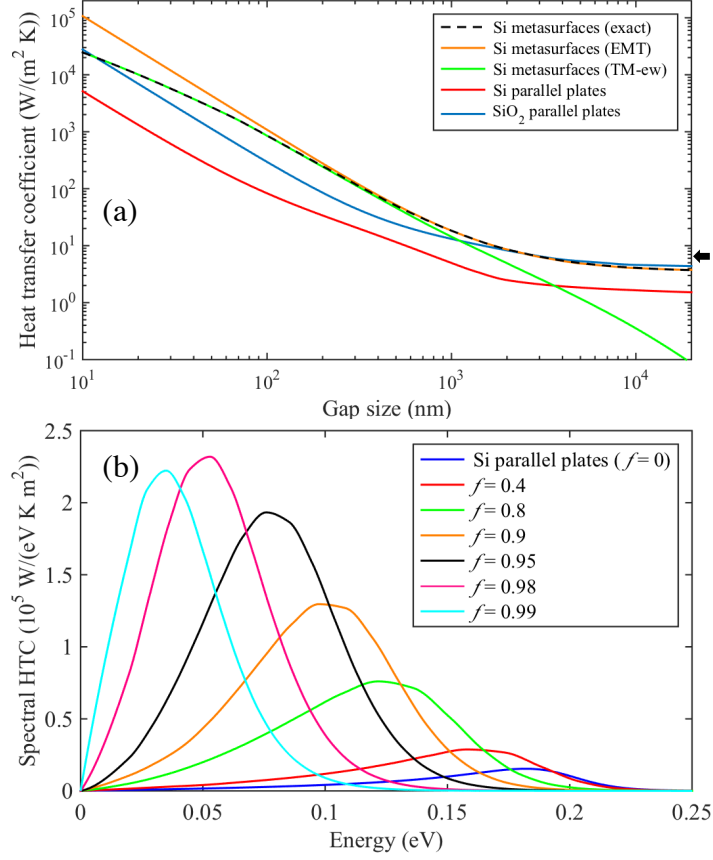 10^5
10^4
10^3
10^2
10^1
10^0
10^-1
Heat transfer coefficient (W/(m^2 K))
(a)
Si metasurfaces (exact)
Si metasurfaces (EMT)
Si metasurfaces (TM-ew)
Si parallel plates
SiO_2 parallel plates
10^1 10^2 10^3 10^4
Gap size (nm)
2.5
2
1.5
1
0.5
0
Spectral HTC (10^5 W/(eV K m^2))
(b)
Si parallel plates (f = 0)
f = 0.4
f = 0.8
f = 0.9
f = 0.95
f = 0.98
f = 0.99
0 0.05 0.1 0.15 0.2 0.25
Energy (eV)